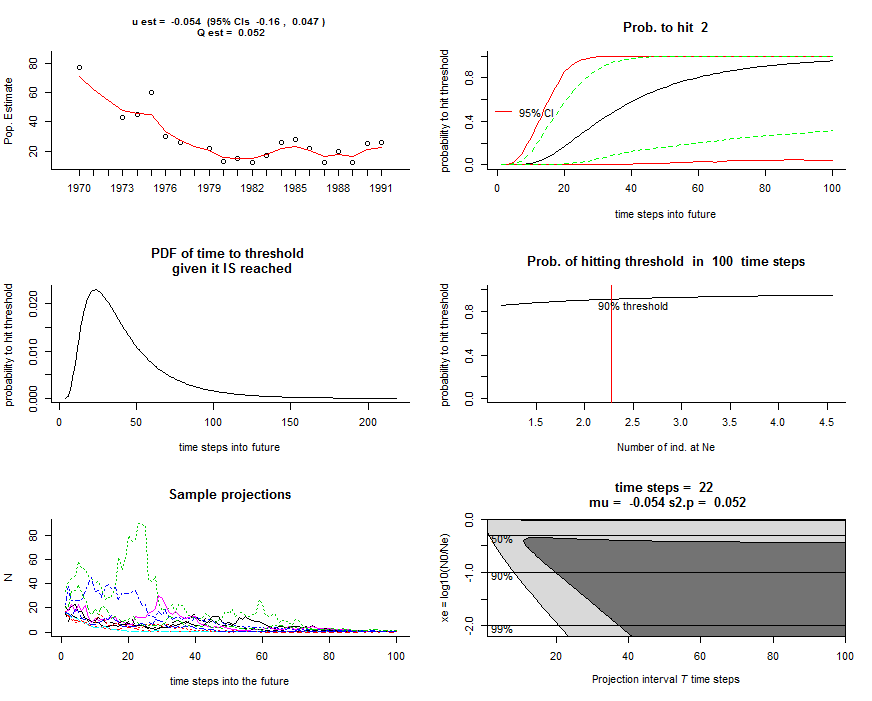 u est = -0.054 (95% CIs -0.16 , 0.047 )
Q est = 0.052
Pop. Estimate
80
60
40
20
1970
1973
1976
1979
1982
1985
1988
1991
Prob. to hit 2
probability to hit threshold
0.8
0.4
0.0
95% CI
0
20
40
60
80
100
time steps into future
PDF of time to threshold
given it IS reached
probability to hit threshold
0.020
0.010
0.000
0
50
100
150
200
time steps into future
Prob. of hitting threshold in 100 time steps
probability to hit threshold
0.8
0.4
0.0
90% threshold
1.5
2.0
2.5
3.0
3.5
4.0
4.5
Number of ind. at Ne
Sample projections
N
80
60
40
20
0
0
20
40
60
80
100
time steps into the future
time steps = 22
mu = -0.054 s2.p = 0.052
xe = log10(N0/Ne)
0.0
-1.0
-2.0
50%
90%
99%
20
40
60
80
100
Projection interval T time steps